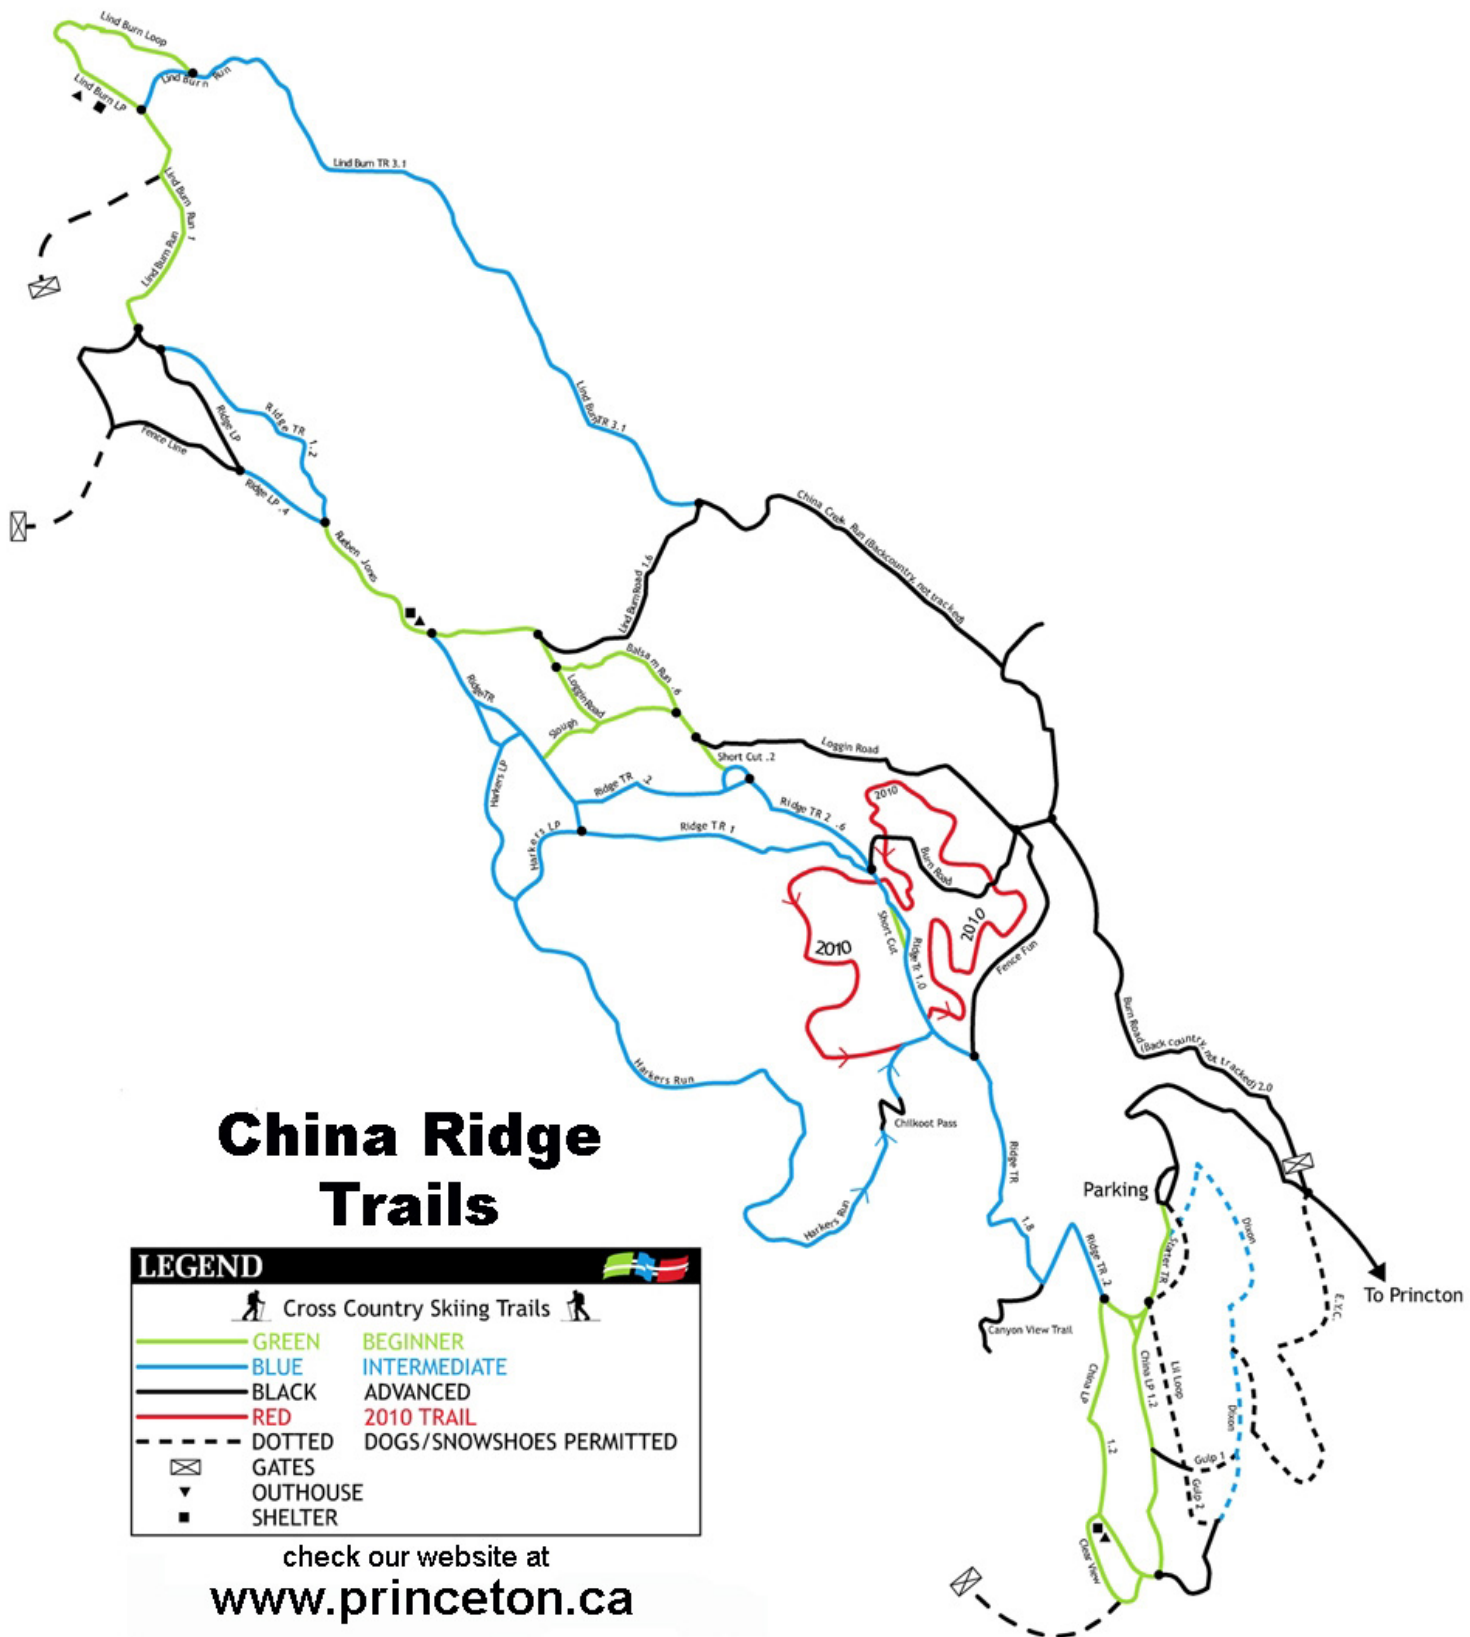 Lind Burn Loop
Lind Burn Run
Lind Burn LP
Lind Burn TR 3.1
Lind Burn Run .1
Lind Burn Run
Ridge TR 1.2
Ridge LP
Fence Line
Ridge LP .4
Lind Burn TR 3.1
Rueben Jones
China Creek Run (Backcountry, not tracked)
Lind Burn Road 1.6
Balsam Run .6
Ridge TR
Loggin Road
Slough
Loggin Road
Short Cut .2
Harkers LP
Ridge TR .2
Ridge TR 2 .6
2010
Harkers LP
Ridge TR 1
Burn Road
2010
Short Cut
2010
Ridge Tr 1.0
Fence Fun
Burn Road (Back country, not tracked) 2.0
Harkers Run
Chilkoot Pass
Ridge TR
1.8
Harkers Run
Parking
Starter TR
Dixon
Ridge TR .2
To Princton
E.Y.C.
Canyon View Trail
China LP
1.2
China LP 1.2
Lil Loop
Dixon
Gulp 1
Gulp 2
Clear View
China Ridge
Trails
LEGEND
Cross Country Skiing Trails
GREEN BEGINNER
BLUE INTERMEDIATE
BLACK ADVANCED
RED 2010 TRAIL
DOTTED DOGS/SNOWSHOES PERMITTED
GATES
OUTHOUSE
SHELTER
check our website at
www.princeton.ca